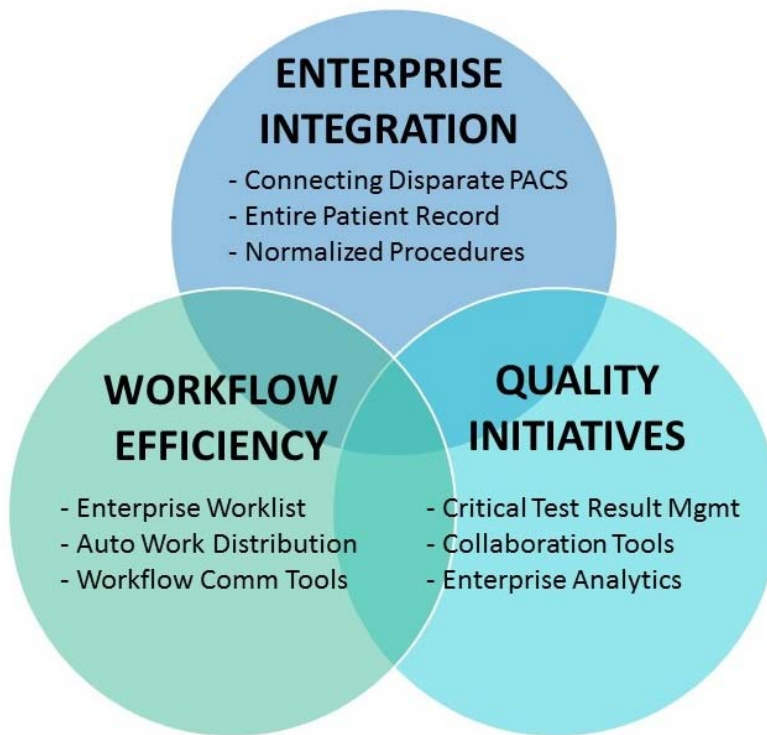 ENTERPRISE
INTEGRATION
- Connecting Disparate PACS
- Entire Patient Record
- Normalized Procedures
WORKFLOW
EFFICIENCY
- Enterprise Worklist
- Auto Work Distribution
- Workflow Comm Tools
QUALITY
INITIATIVES
- Critical Test Result Mgmt
- Collaboration Tools
- Enterprise Analytics